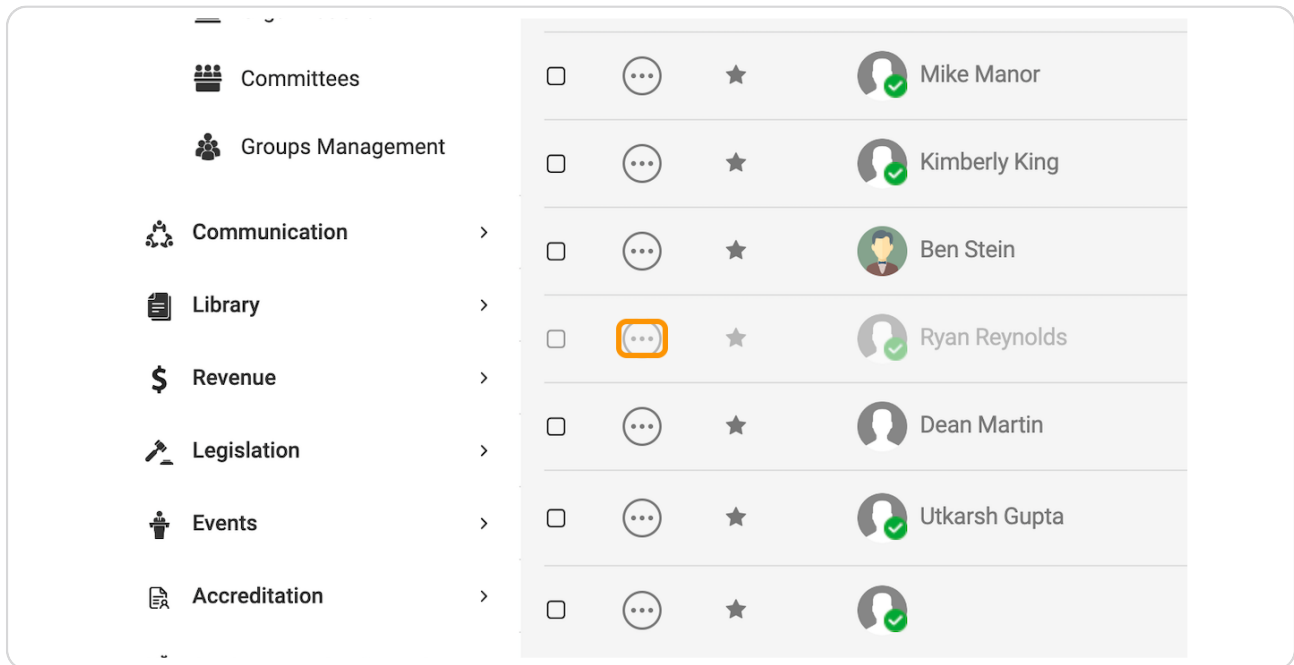 Committees
Groups Management
Communication
Library
Revenue
Legislation
Events
Accreditation
Mike Manor
Kimberly King
Ben Stein
Ryan Reynolds
Dean Martin
Utkarsh Gupta